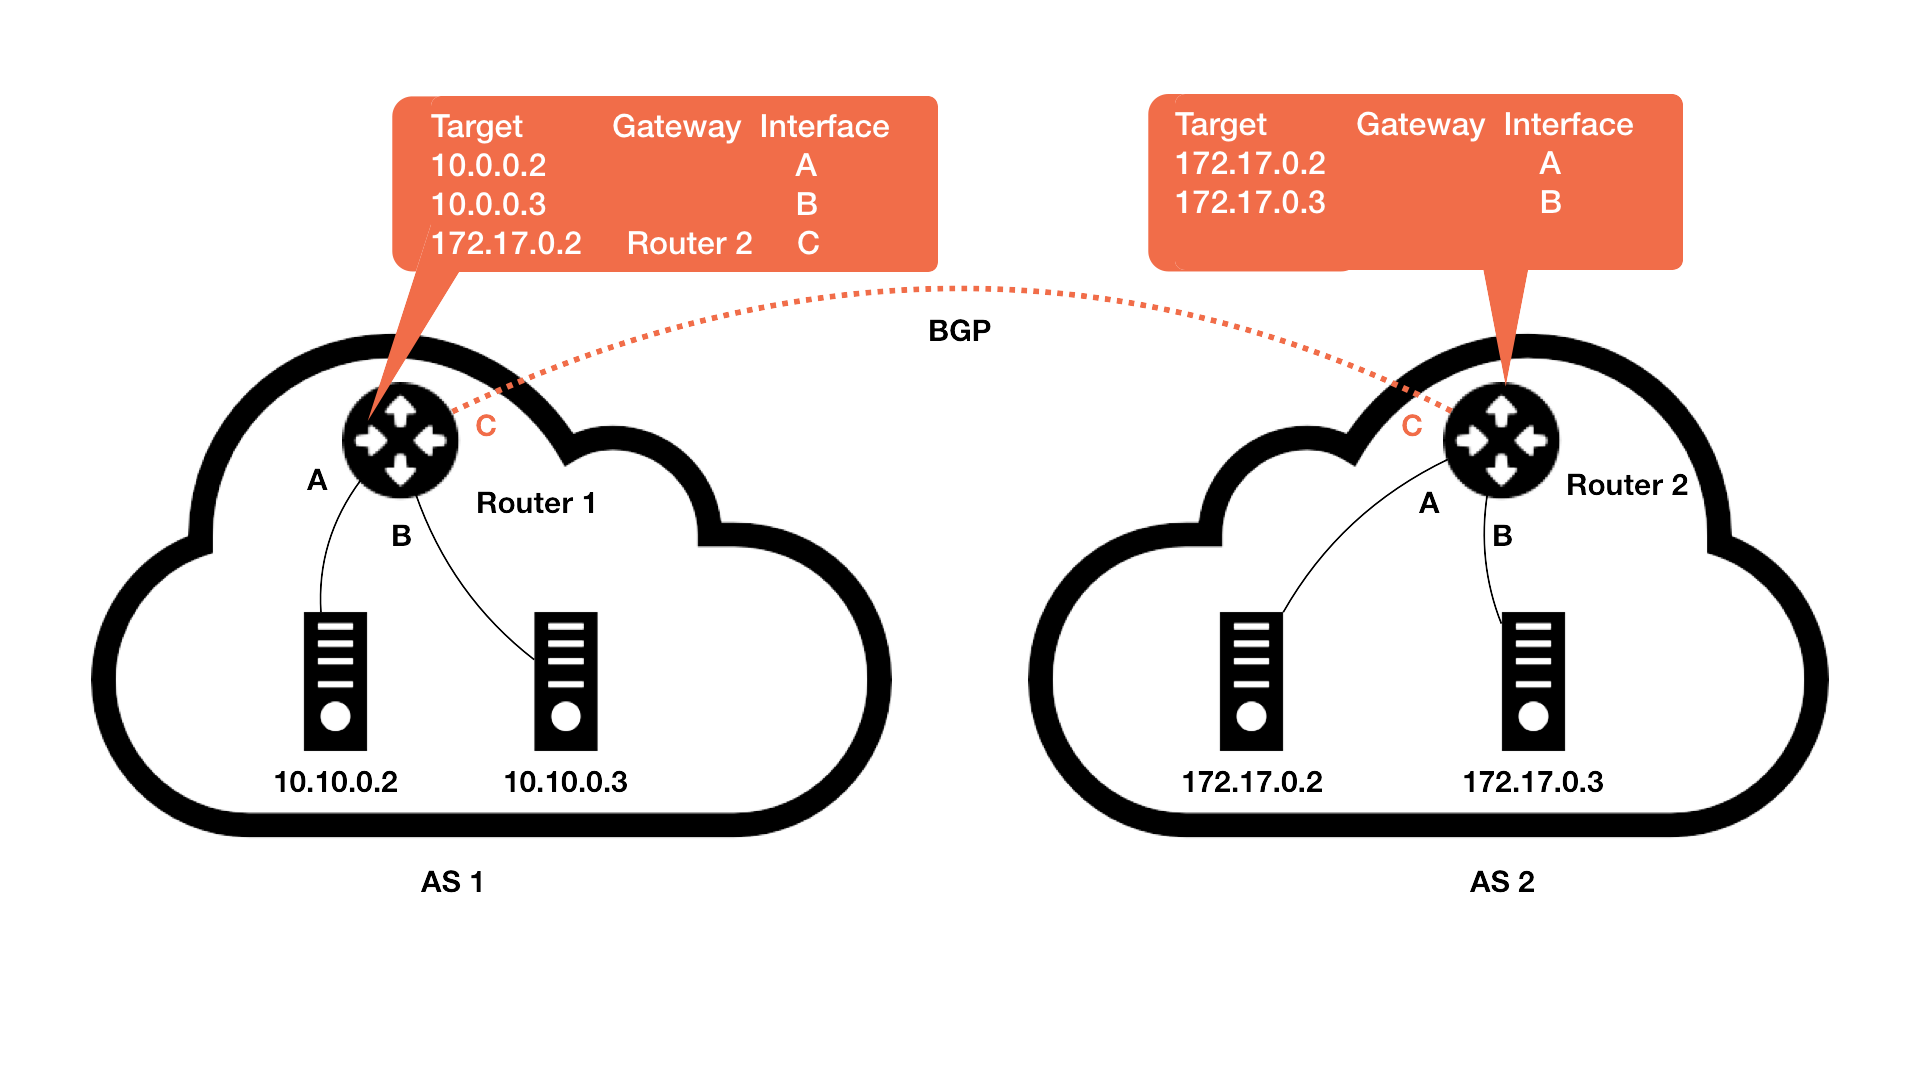 Target Gateway Interface
10.0.0.2 A
10.0.0.3 B
172.17.0.2 Router 2 C
Target Gateway Interface
172.17.0.2 A
172.17.0.3 B
BGP
C
C
A
Router 1
B
Router 2
A
B
10.10.0.2
10.10.0.3
172.17.0.2
172.17.0.3
AS 1
AS 2